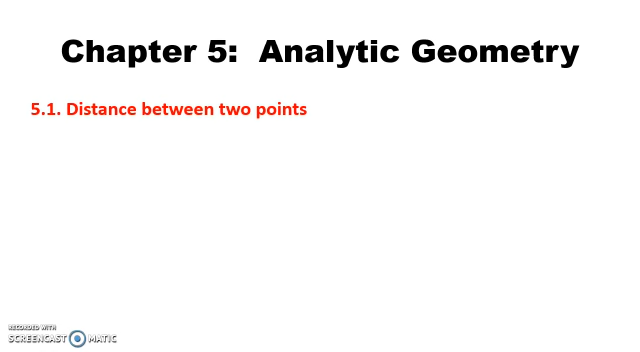 Chapter 5:  Analytic Geometry
5.1. Distance between two points
RECORDED WITH
SCREENCAST MATIC